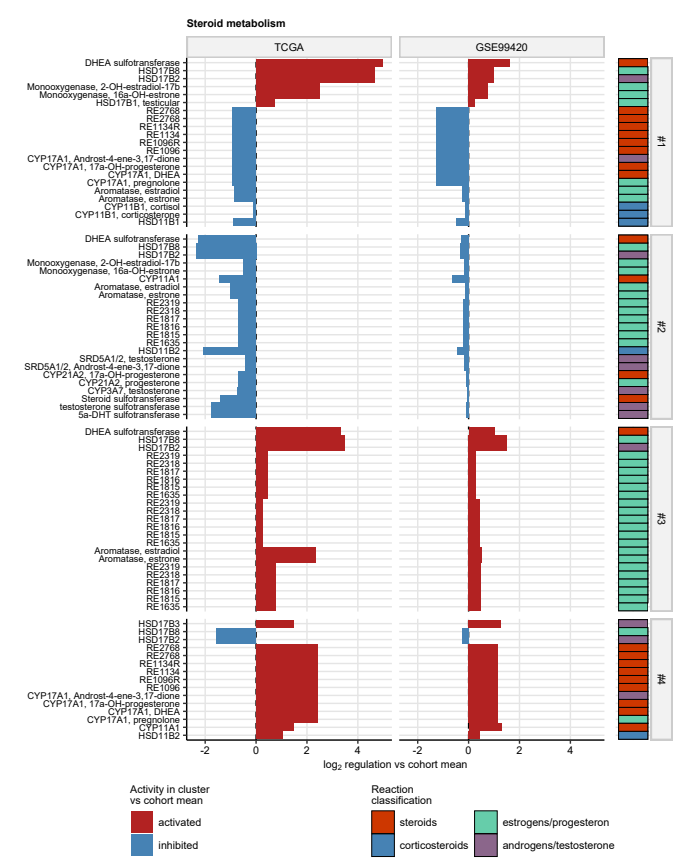 Steroid metabolism
TCGA
GSE99420
DHEA sulfotransferase
HSD17B8
HSD17B2
Monooxygenase, 2-OH-estradiol-17b
Monooxygenase, 16a-OH-estrone
HSD17B1, testicular
RE2768
RE2768
RE1134R
RE1134
RE1096R
RE1096
CYP17A1, Androst-4-ene-3,17-dione
CYP17A1, 17a-OH-progesterone
CYP17A1, DHEA
CYP17A1, pregnolone
Aromatase, estradiol
Aromatase, estrone
CYP11B1, cortisol
CYP11B1, corticosterone
HSD11B1
#1
DHEA sulfotransferase
HSD17B8
HSD17B2
Monooxygenase, 2-OH-estradiol-17b
Monooxygenase, 16a-OH-estrone
CYP11A1
Aromatase, estradiol
Aromatase, estrone
RE2319
RE2318
RE1817
RE1816
RE1815
RE1635
HSD11B2
SRD5A1/2, testosterone
SRD5A1/2, Androst-4-ene-3,17-dione
CYP21A2, 17a-OH-progesterone
CYP21A2, progesterone
CYP3A7, testosterone
Steroid sulfotransferase
testosterone sulfotransferase
5a-DHT sulfotransferase
#2
DHEA sulfotransferase
HSD17B8
HSD17B2
RE2319
RE2318
RE1817
RE1816
RE1815
RE1635
RE2319
RE2318
RE1817
RE1816
RE1815
RE1635
Aromatase, estradiol
Aromatase, estrone
RE2319
RE2318
RE1817
RE1816
RE1815
RE1635
#3
HSD17B3
HSD17B8
HSD17B2
RE2768
RE2768
RE1134R
RE1134
RE1096R
RE1096
CYP17A1, Androst-4-ene-3,17-dione
CYP17A1, 17a-OH-progesterone
CYP17A1, DHEA
CYP17A1, pregnolone
CYP11A1
HSD11B2
#4
-2 0 2 4
-2 0 2 4
log2 regulation vs cohort mean
Activity in cluster
vs cohort mean
activated
inhibited
Reaction
classification
steroids
corticosteroids
estrogens/progesteron
androgens/testosterone